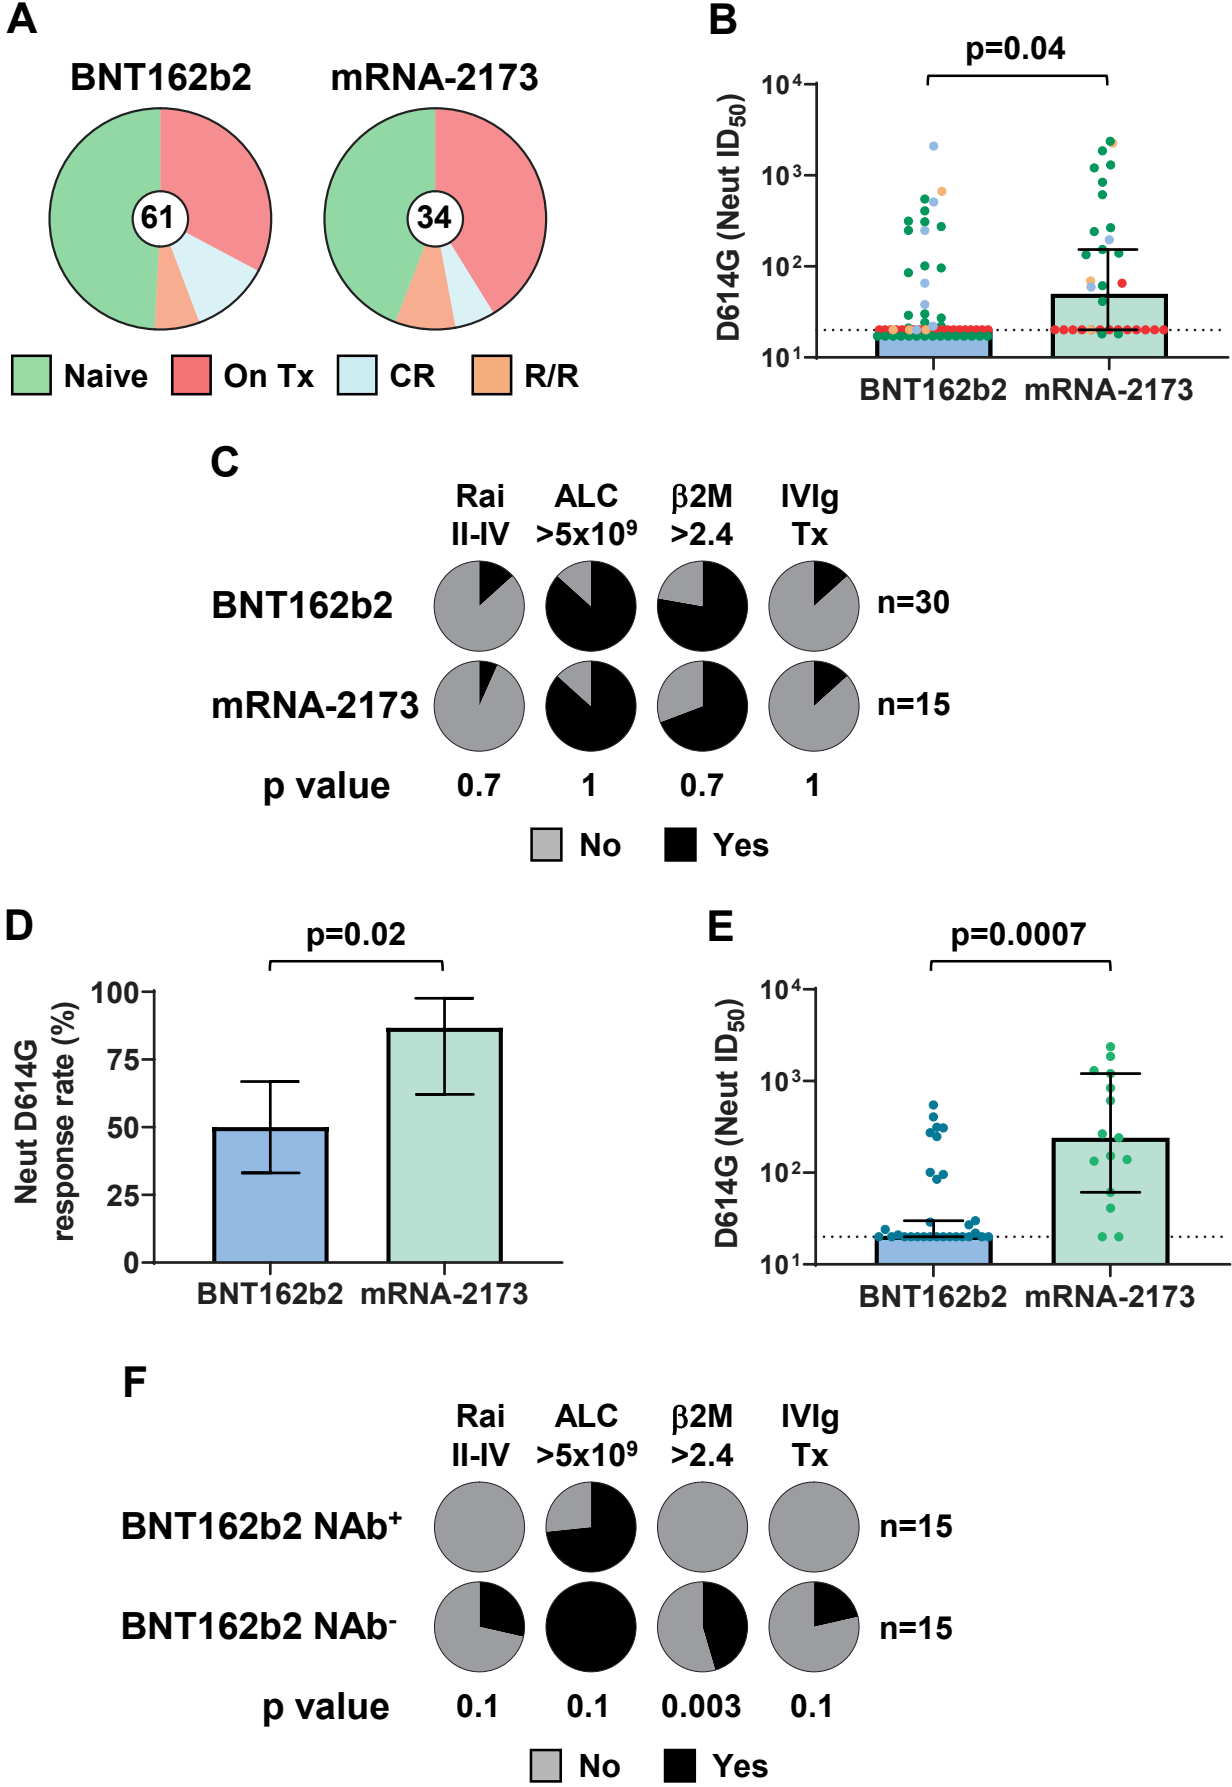 A
BNT162b2 mRNA-2173
61 34
Naive On Tx CR R/R
B
p=0.04
D614G (Neut ID50)
10⁴
10³
10²
10¹
BNT162b2 mRNA-2173
C
Rai ALC β2M IVIg
II-IV >5x10⁹ >2.4 Tx
BNT162b2 n=30
mRNA-2173 n=15
p value 0.7 1 0.7 1
No Yes
D
p=0.02
Neut D614G
response rate (%)
100
75
50
25
0
BNT162b2 mRNA-2173
E
p=0.0007
D614G (Neut ID50)
10⁴
10³
10²
10¹
BNT162b2 mRNA-2173
F
Rai ALC β2M IVIg
II-IV >5x10⁹ >2.4 Tx
BNT162b2 NAb⁺ n=15
BNT162b2 NAb⁻ n=15
p value 0.1 0.1 0.003 0.1
No Yes